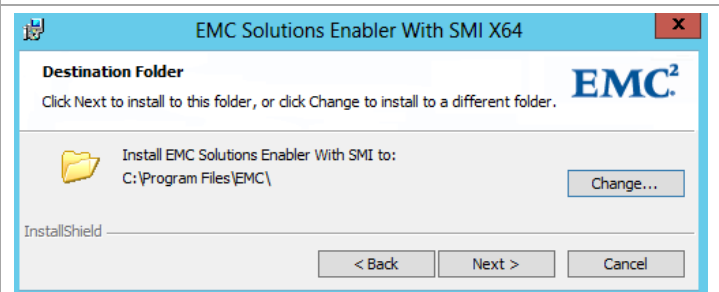 EMC Solutions Enabler With SMI X64
x
Destination Folder
Click Next to install to this folder, or click Change to install to a different folder.
EMC²
Install EMC Solutions Enabler With SMI to:
C:\Program Files\EMC\
Change...
InstallShield
< Back
Next >
Cancel